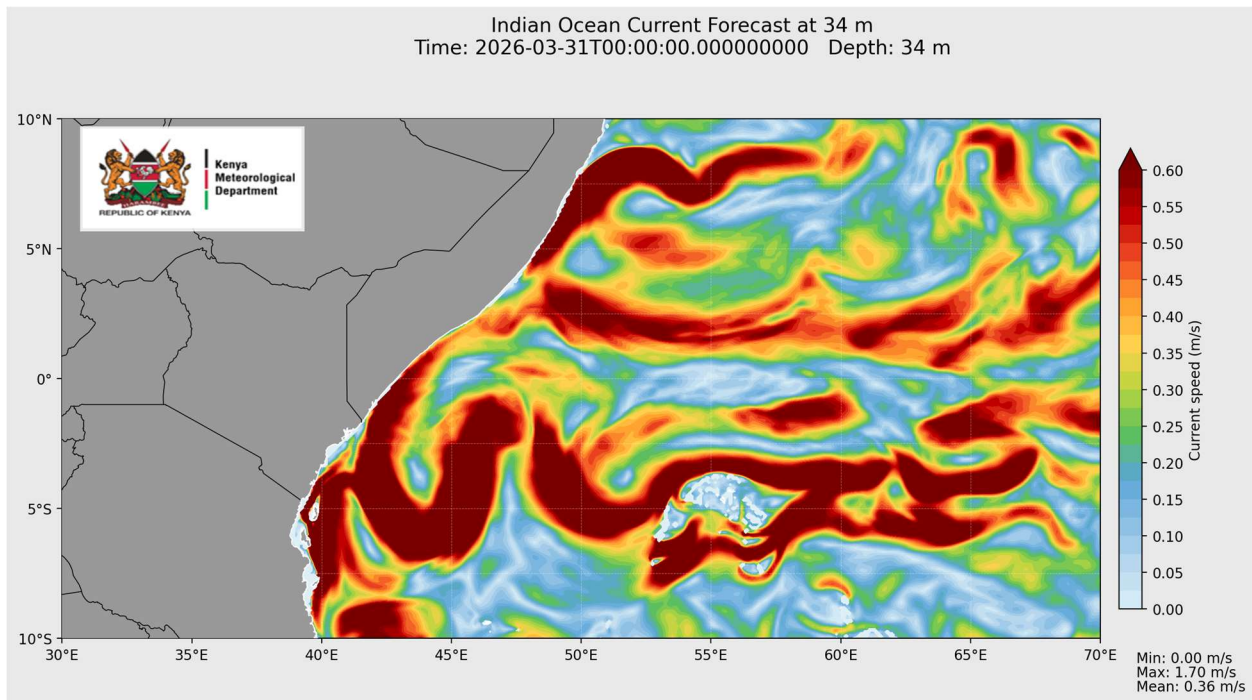 Indian Ocean Current Forecast at 34 m
Time: 2026-03-31T00:00:00.000000000   Depth: 34 m
Kenya
Meteorological
Department
REPUBLIC OF KENYA
10°N
5°N
0°
5°S
10°S
30°E
35°E
40°E
45°E
50°E
55°E
60°E
65°E
70°E
0.60
0.55
0.50
0.45
0.40
0.35
0.30
0.25
0.20
0.15
0.10
0.05
0.00
Current speed (m/s)
Min: 0.00 m/s
Max: 1.70 m/s
Mean: 0.36 m/s